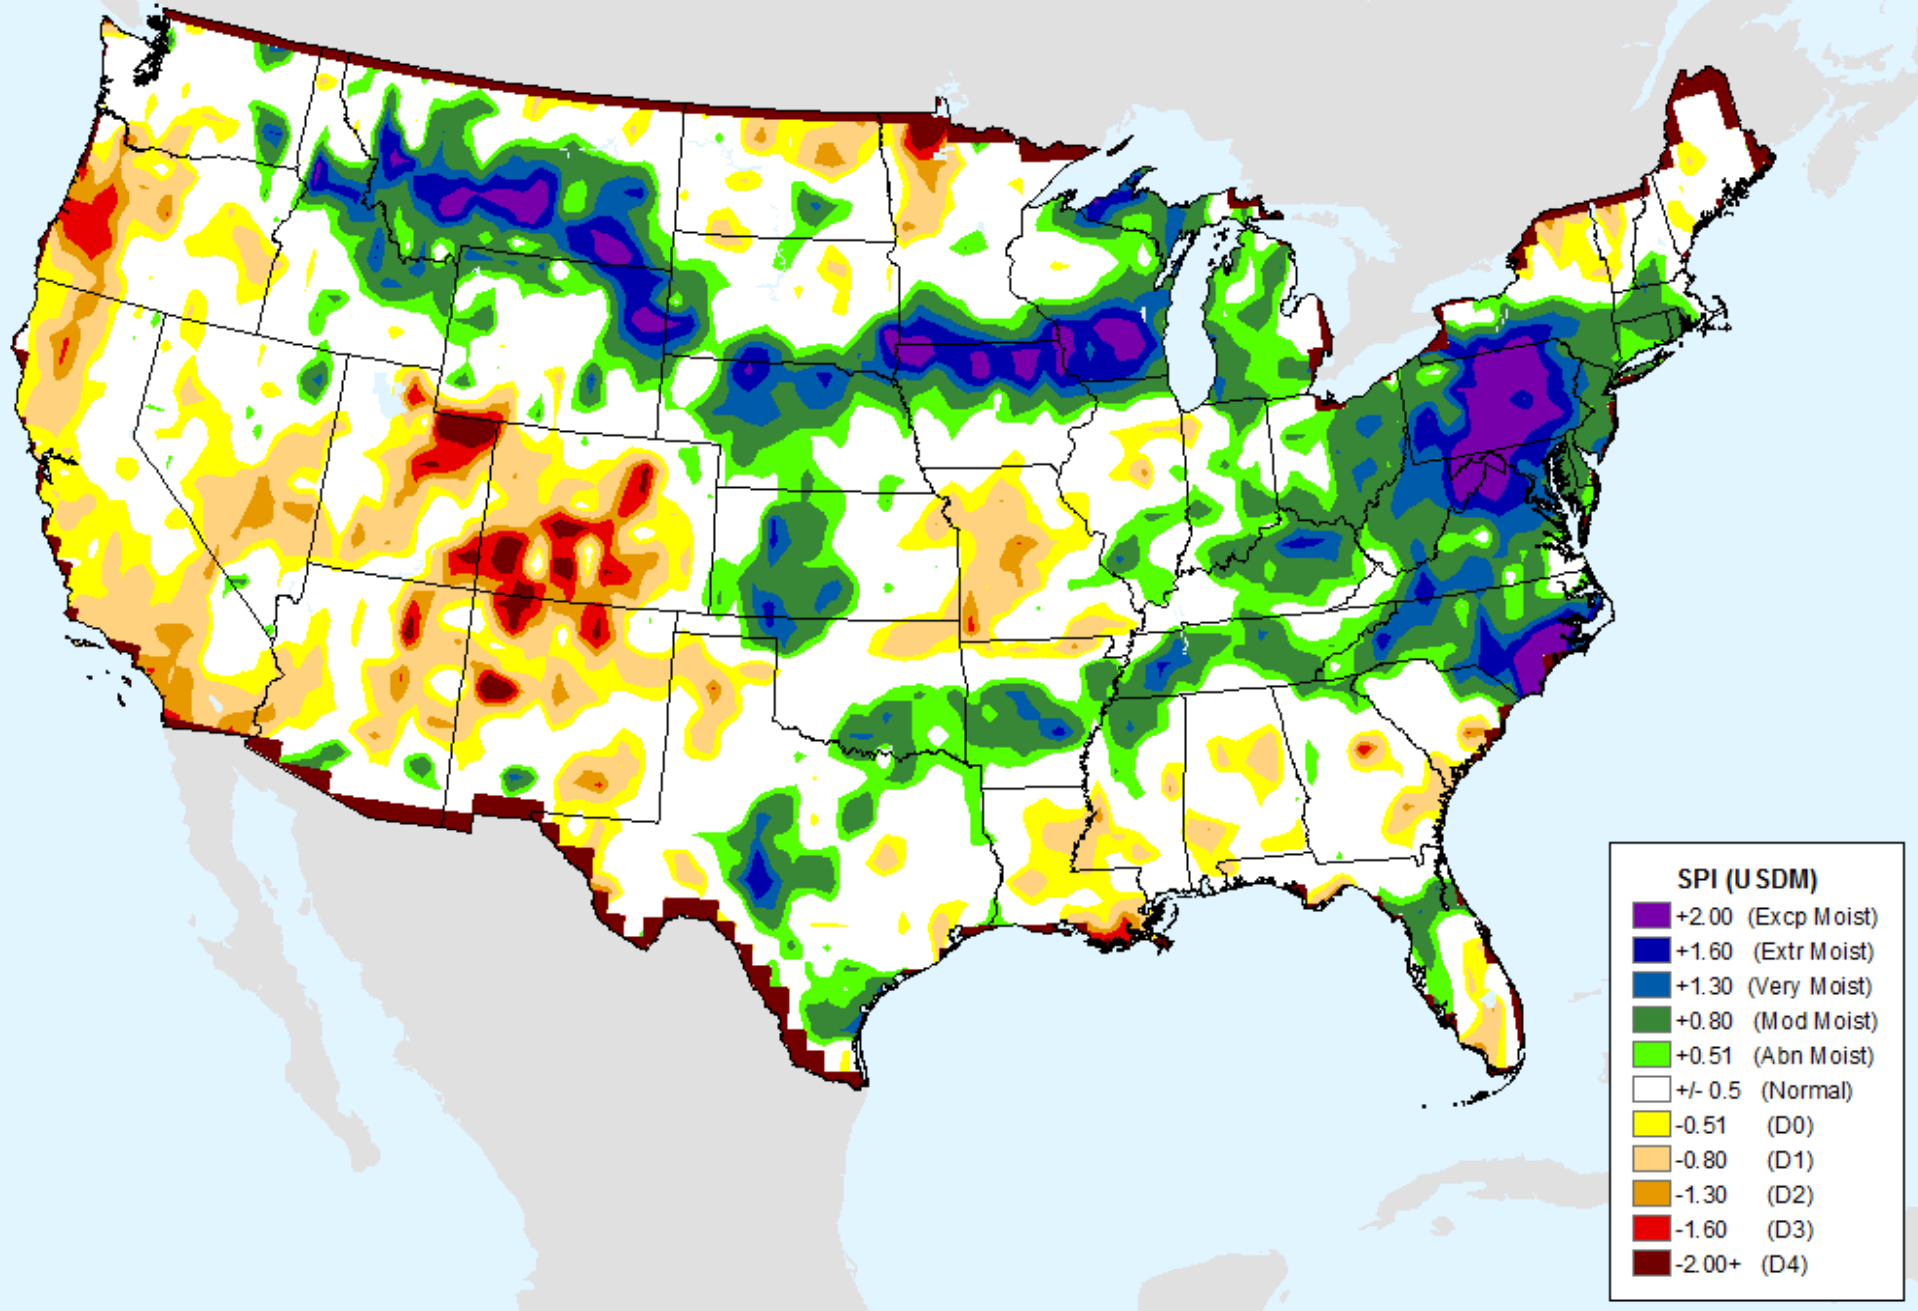 SPI (USDM)
+2.00 (Excp Moist)
+1.60 (Extr Moist)
+1.30 (Very Moist)
+0.80 (Mod Moist)
+0.51 (Abn Moist)
+/- 0.5 (Normal)
-0.51 (D0)
-0.80 (D1)
-1.30 (D2)
-1.60 (D3)
-2.00+ (D4)